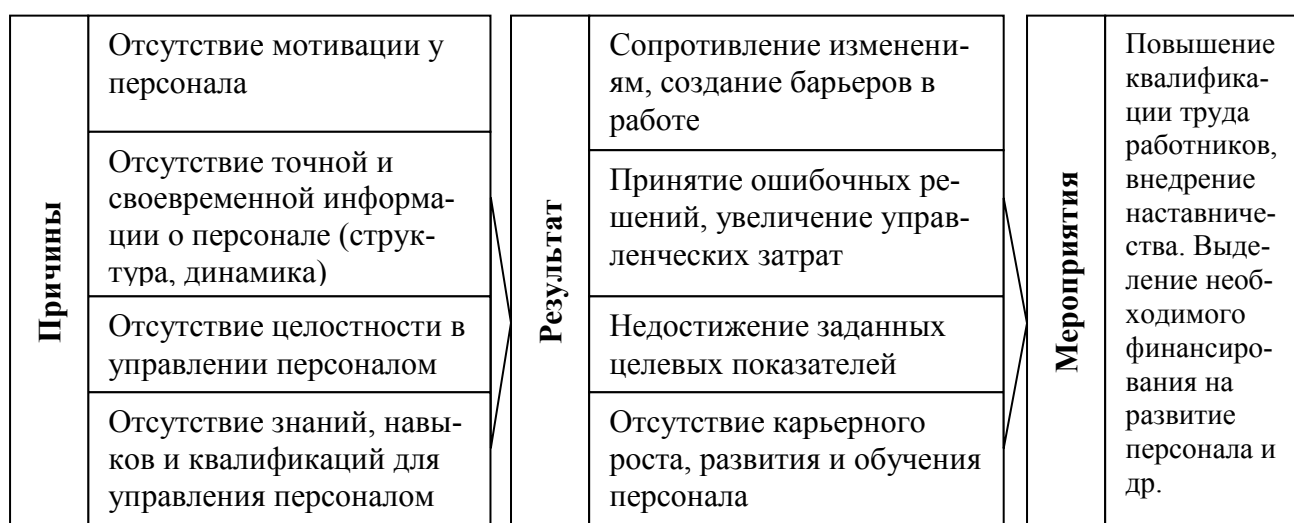 Причины
Отсутствие мотивации у
персонала
Отсутствие точной и
своевременной информа-
ции о персонале (струк-
тура, динамика)
Отсутствие целостности в
управлении персоналом
Отсутствие знаний, навы-
ков и квалификаций для
управления персоналом
Результат
Сопротивление изменени-
ям, создание барьеров в
работе
Принятие ошибочных ре-
шений, увеличение управ-
ленческих затрат
Недостижение заданных
целевых показателей
Отсутствие карьерного
роста, развития и обучения
персонала
Мероприятия
Повышение
квалифика-
ции труда
работников,
внедрение
наставниче-
ства. Выде-
ление необ-
ходимого
финансиро-
вания на
развитие
персонала и
др.